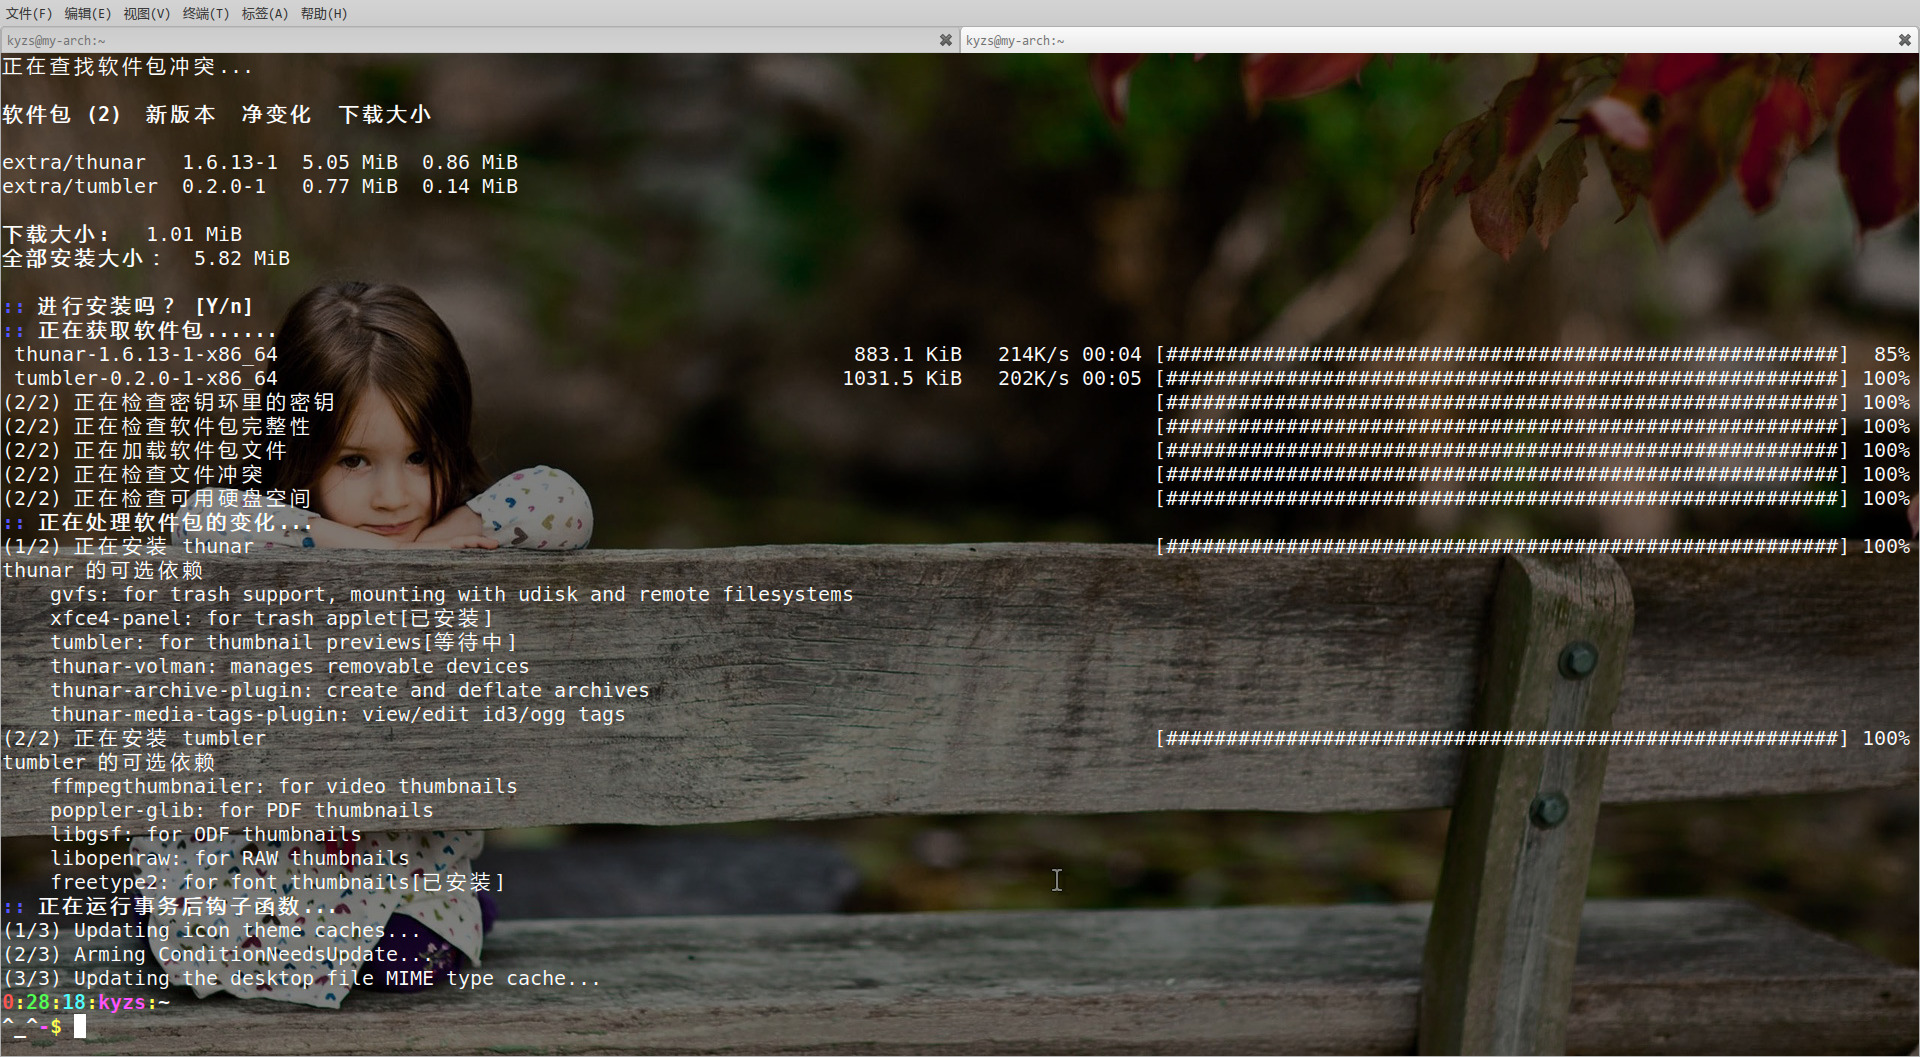 文件(F) 编辑(E) 视图(V) 终端(T) 标签(A) 帮助(H)
kyzs@my-arch:~ kyzs@my-arch:~
正在查找软件包冲突...
软件包 (2) 新版本 净变化 下载大小
extra/thunar 1.6.13-1 5.05 MiB 0.86 MiB
extra/tumbler 0.2.0-1 0.77 MiB 0.14 MiB
下载大小: 1.01 MiB
全部安装大小： 5.82 MiB
:: 进行安装吗？ [Y/n]
:: 正在获取软件包......
thunar-1.6.13-1-x86_64 883.1 KiB 214K/s 00:04 [########################################################] 85%
tumbler-0.2.0-1-x86_64 1031.5 KiB 202K/s 00:05 [########################################################] 100%
(2/2) 正在检查密钥环里的密钥 [########################################################] 100%
(2/2) 正在检查软件包完整性 [########################################################] 100%
(2/2) 正在加载软件包文件 [########################################################] 100%
(2/2) 正在检查文件冲突 [########################################################] 100%
(2/2) 正在检查可用硬盘空间 [########################################################] 100%
:: 正在处理软件包的变化...
(1/2) 正在安装 thunar [########################################################] 100%
thunar 的可选依赖
gvfs: for trash support, mounting with udisk and remote filesystems
xfce4-panel: for trash applet[已安装]
tumbler: for thumbnail previews[等待中]
thunar-volman: manages removable devices
thunar-archive-plugin: create and deflate archives
thunar-media-tags-plugin: view/edit id3/ogg tags
(2/2) 正在安装 tumbler [########################################################] 100%
tumbler 的可选依赖
ffmpegthumbnailer: for video thumbnails
poppler-glib: for PDF thumbnails
libgsf: for ODF thumbnails
libopenraw: for RAW thumbnails
freetype2: for font thumbnails[已安装]
:: 正在运行事务后钩子函数...
(1/3) Updating icon theme caches...
(2/3) Arming ConditionNeedsUpdate...
(3/3) Updating the desktop file MIME type cache...
0:28:18:kyzs:~
^_^-$